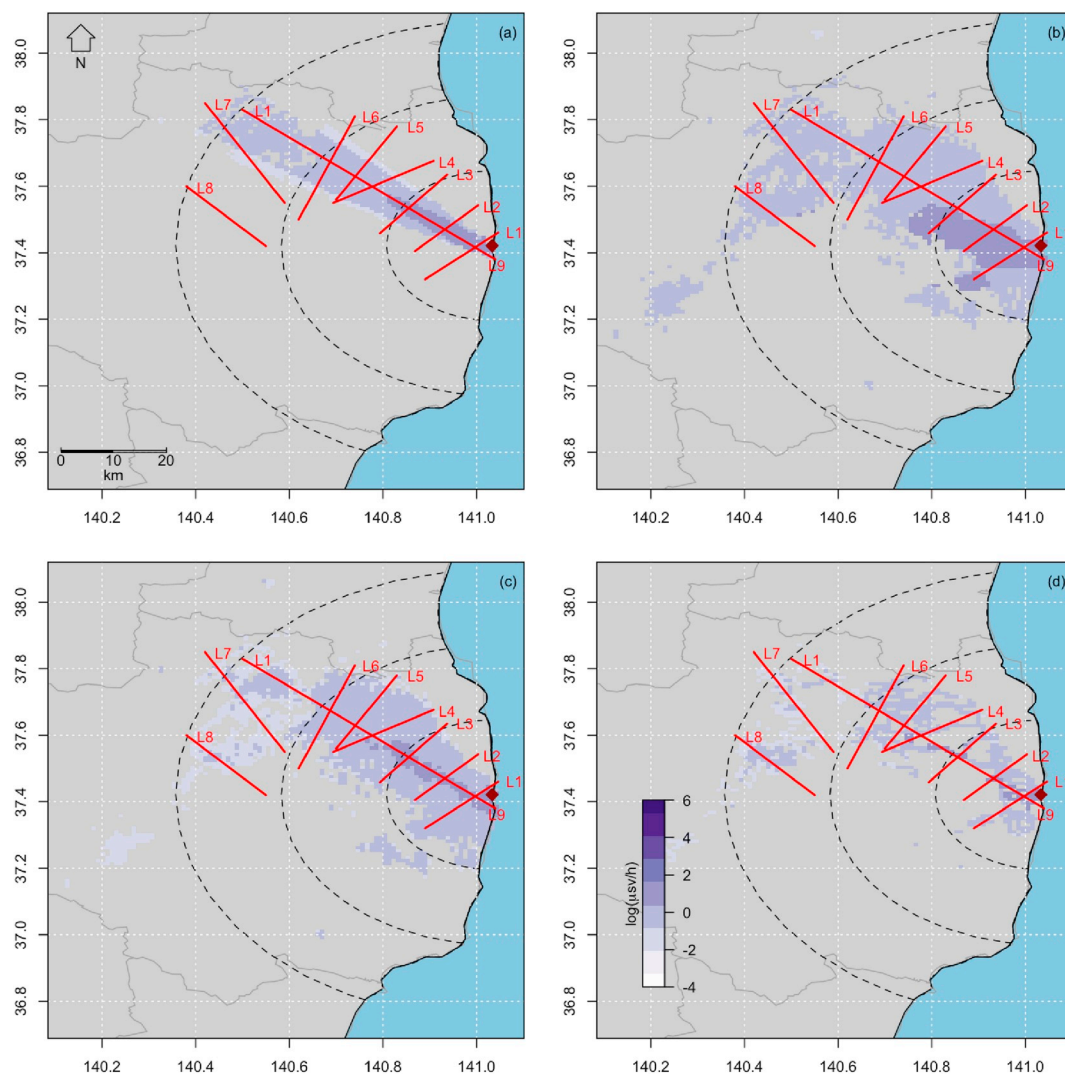 (a)
N
38.0
37.8
37.6
37.4
37.2
37.0
36.8
L7
L1
L6
L5
L4
L3
L8
L2
L1
L9
0 10 20
km
140.2 140.4 140.6 140.8 141.0
(b)
38.0
37.8
37.6
37.4
37.2
37.0
36.8
L7
L1
L6
L5
L4
L3
L8
L2
L
L9
140.2 140.4 140.6 140.8 141.0
(c)
38.0
37.8
37.6
37.4
37.2
37.0
36.8
L7
L1
L6
L5
L4
L3
L8
L2
L1
L9
140.2 140.4 140.6 140.8 141.0
(d)
38.0
37.8
37.6
37.4
37.2
37.0
36.8
L7
L1
L6
L5
L4
L3
L8
L2
L
L9
log(μsv/h)
6
4
2
0
-2
-4
140.2 140.4 140.6 140.8 141.0